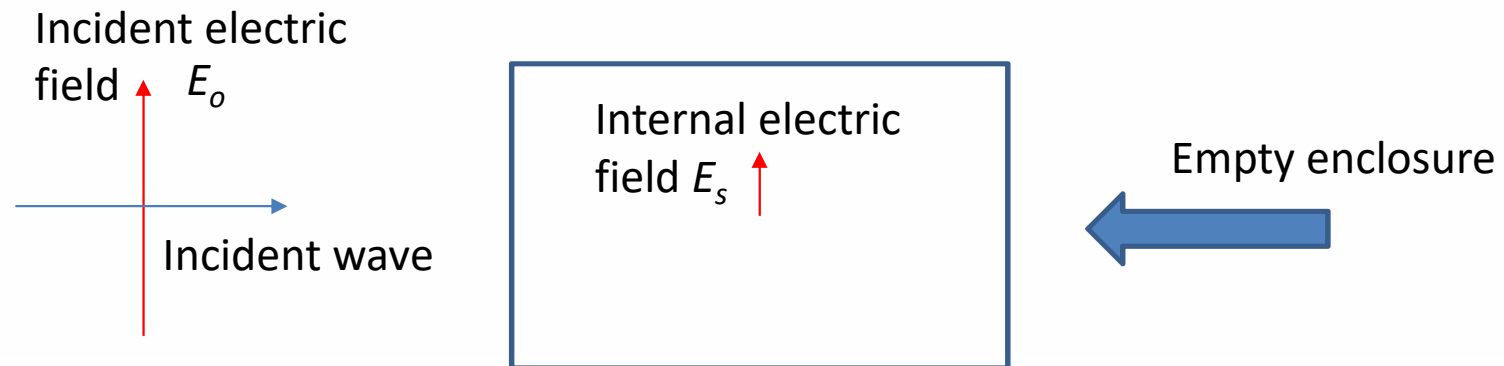 Incident electric
field E_o
Internal electric
field E_s
Empty enclosure
Incident wave